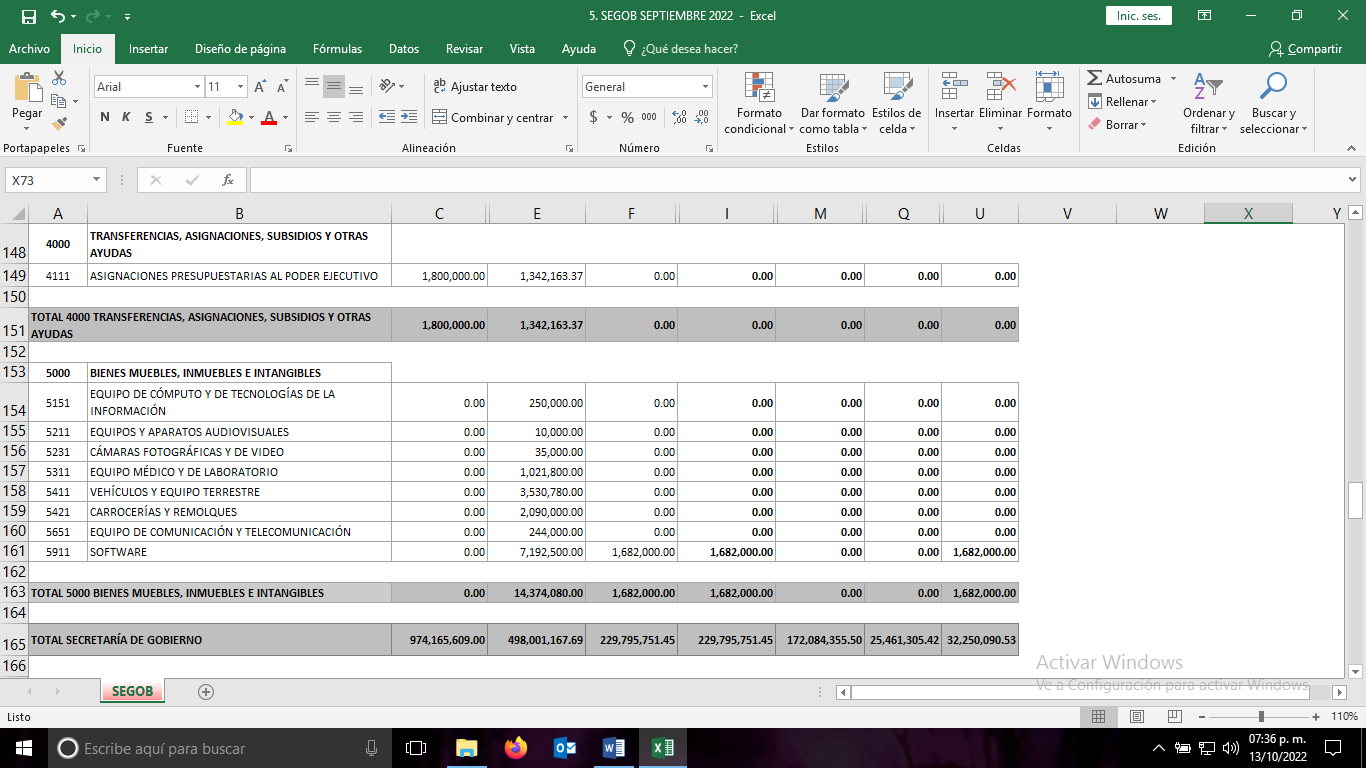 5. SEGOB SEPTIEMBRE 2022 - Excel
Inic. ses.
Archivo Inicio Insertar Diseño de página Fórmulas Datos Revisar Vista Ayuda ¿Qué desea hacer? Compartir
Pegar
Portapapeles
Arial 11
N K S
Fuente
Ajustar texto
Combinar y centrar
Alineación
General
$ % 000
Número
Formato condicional
Dar formato como tabla
Estilos de celda
Estilos
Insertar Eliminar Formato
Celdas
Autosuma
Rellenar
Borrar
Ordenar y filtrar
Buscar y seleccionar
Edición
X73 fx
A B C E F I M Q U V W X Y
148 4000 TRANSFERENCIAS, ASIGNACIONES, SUBSIDIOS Y OTRAS
AYUDAS
149 4111 ASIGNACIONES PRESUPUESTARIAS AL PODER EJECUTIVO 1,800,000.00 1,342,163.37 0.00 0.00 0.00 0.00 0.00
150
151 TOTAL 4000 TRANSFERENCIAS, ASIGNACIONES, SUBSIDIOS Y OTRAS
AYUDAS 1,800,000.00 1,342,163.37 0.00 0.00 0.00 0.00 0.00
152
153 5000 BIENES MUEBLES, INMUEBLES E INTANGIBLES
154 5151 EQUIPO DE CÓMPUTO Y DE TECNOLOGÍAS DE LA
INFORMACIÓN 0.00 250,000.00 0.00 0.00 0.00 0.00 0.00
155 5211 EQUIPOS Y APARATOS AUDIOVISUALES 0.00 10,000.00 0.00 0.00 0.00 0.00 0.00
156 5231 CÁMARAS FOTOGRÁFICAS Y DE VIDEO 0.00 35,000.00 0.00 0.00 0.00 0.00 0.00
157 5311 EQUIPO MÉDICO Y DE LABORATORIO 0.00 1,021,800.00 0.00 0.00 0.00 0.00 0.00
158 5411 VEHÍCULOS Y EQUIPO TERRESTRE 0.00 3,530,780.00 0.00 0.00 0.00 0.00 0.00
159 5421 CARROCERÍAS Y REMOLQUES 0.00 2,090,000.00 0.00 0.00 0.00 0.00 0.00
160 5651 EQUIPO DE COMUNICACIÓN Y TELECOMUNICACIÓN 0.00 244,000.00 0.00 0.00 0.00 0.00 0.00
161 5911 SOFTWARE 0.00 7,192,500.00 1,682,000.00 1,682,000.00 0.00 0.00 1,682,000.00
162
163 TOTAL 5000 BIENES MUEBLES, INMUEBLES E INTANGIBLES 0.00 14,374,080.00 1,682,000.00 1,682,000.00 0.00 0.00 1,682,000.00
164
165 TOTAL SECRETARÍA DE GOBIERNO 974,165,609.00 498,001,167.69 229,795,751.45 229,795,751.45 172,084,355.50 25,461,305.42 32,250,090.53
166
Activar Windows
Ve a Configuración para activar Windows.
SEGOB
Listo
110%
Escribe aquí para buscar
07:36 p. m.
13/10/2022